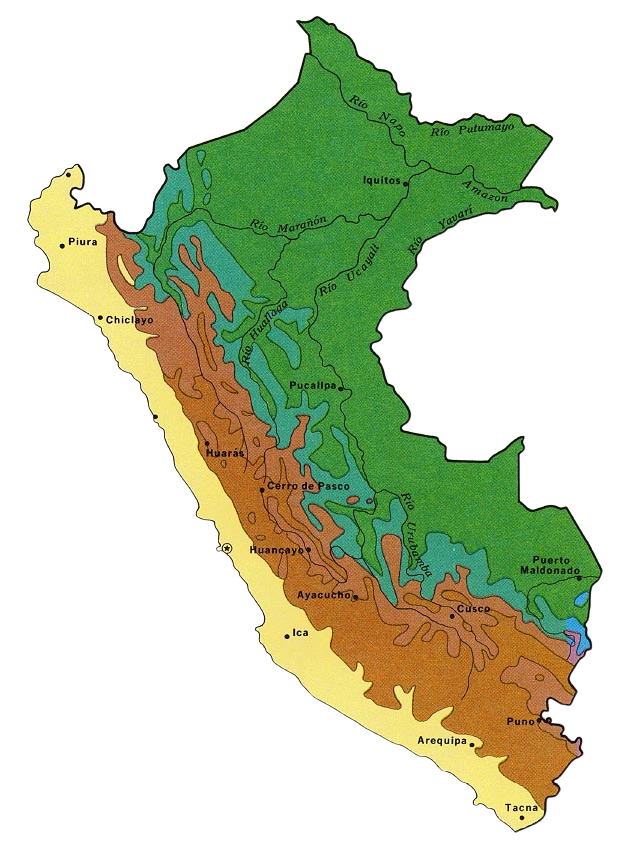 Río Napo
Río Putumayo
Iquitos
Amazon
Río Yavarí
Río Marañón
Río Ucayali
Piura
Río Huallaga
Chiclayo
Pucallpa
Huarás
Cerro de Pasco
Río Urubamba
Huancayo
Puerto
Maldonado
Ayacucho
Cusco
Ica
Puno
Arequipa
Tacna